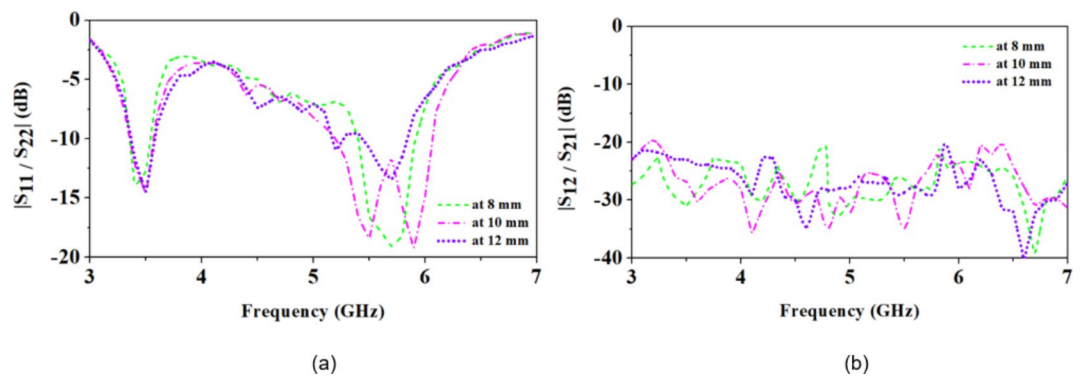 0
-5
-10
-15
-20
|S11 / S22| (dB)
at 8 mm
at 10 mm
at 12 mm
3 4 5 6 7
Frequency (GHz)
(a)
0
-10
-20
-30
-40
|S12 / S21| (dB)
at 8 mm
at 10 mm
at 12 mm
3 4 5 6 7
Frequency (GHz)
(b)